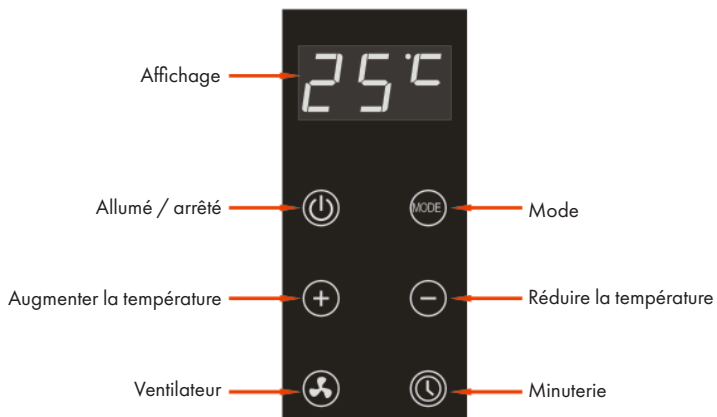 Affichage
25°C
Allumé / arrêté
MODE
Mode
Augmenter la température
Réduire la température
Ventilateur
Minuterie